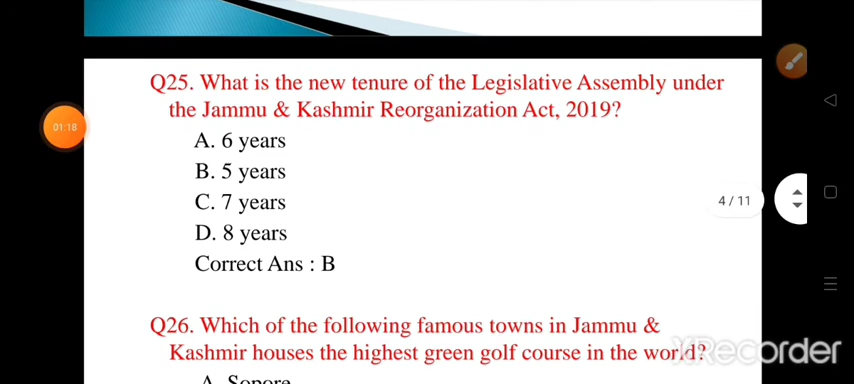 Q25. What is the new tenure of the Legislative Assembly under
the Jammu & Kashmir Reorganization Act, 2019?
A. 6 years
B. 5 years
C. 7 years
D. 8 years
Correct Ans : B
01:18
4 / 11
Q26. Which of the following famous towns in Jammu &
Kashmir houses the highest green golf course in the world?
A. Sopore
XRecorder